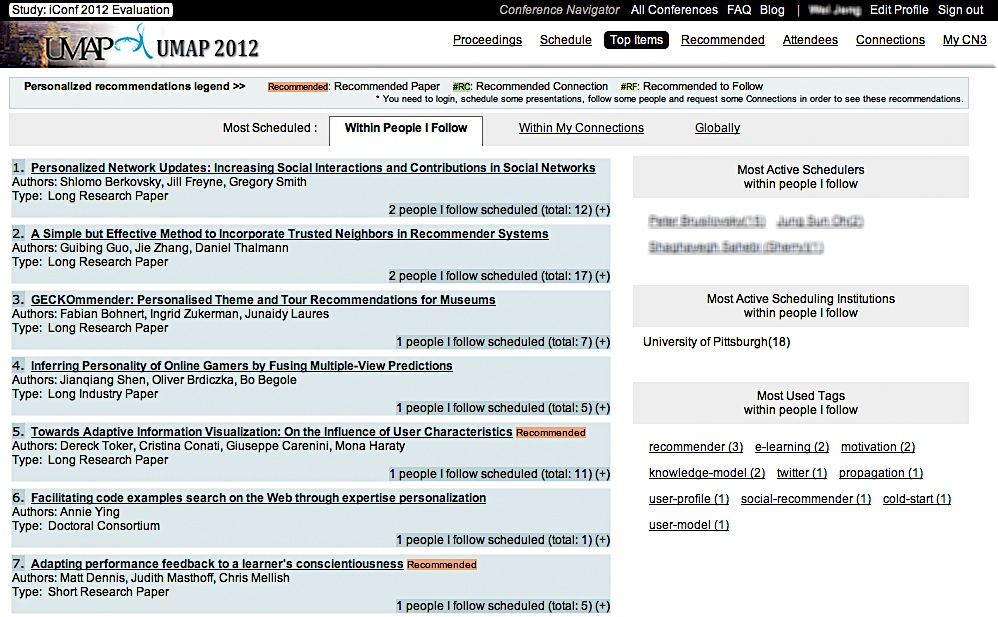 Study: iConf 2012 Evaluation
Conference Navigator All Conferences FAQ Blog | Edit Profile Sign out
UMAP UMAP 2012
Proceedings Schedule Top Items Recommended Attendees Connections My CN3
Personalized recommendations legend >> Recommended: Recommended Paper #RC: Recommended Connection #RF: Recommended to Follow
* You need to login, schedule some presentations, follow some people and request some Connections in order to see these recommendations.
Most Scheduled : Within People I Follow Within My Connections Globally
1. Personalized Network Updates: Increasing Social Interactions and Contributions in Social Networks
Authors: Shlomo Berkovsky, Jill Freyne, Gregory Smith
Type: Long Research Paper
2 people I follow scheduled (total: 12) (+)
2. A Simple but Effective Method to Incorporate Trusted Neighbors in Recommender Systems
Authors: Guibing Guo, Jie Zhang, Daniel Thalmann
Type: Long Research Paper
2 people I follow scheduled (total: 17) (+)
3. GECKOmmender: Personalised Theme and Tour Recommendations for Museums
Authors: Fabian Bohnert, Ingrid Zukerman, Junaidy Laures
Type: Long Research Paper
1 people I follow scheduled (total: 7) (+)
4. Inferring Personality of Online Gamers by Fusing Multiple-View Predictions
Authors: Jianqiang Shen, Oliver Brdiczka, Bo Begole
Type: Long Industry Paper
1 people I follow scheduled (total: 5) (+)
5. Towards Adaptive Information Visualization: On the Influence of User Characteristics Recommended
Authors: Dereck Toker, Cristina Conati, Giuseppe Carenini, Mona Haraty
Type: Long Research Paper
1 people I follow scheduled (total: 11) (+)
6. Facilitating code examples search on the Web through expertise personalization
Authors: Annie Ying
Type: Doctoral Consortium
1 people I follow scheduled (total: 1) (+)
7. Adapting performance feedback to a learner's conscientiousness Recommended
Authors: Matt Dennis, Judith Masthoff, Chris Mellish
Type: Short Research Paper
1 people I follow scheduled (total: 5) (+)
Most Active Schedulers
within people I follow
Most Active Scheduling Institutions
within people I follow
University of Pittsburgh(18)
Most Used Tags
within people I follow
recommender (3) e-learning (2) motivation (2)
knowledge-model (2) twitter (1) propagation (1)
user-profile (1) social-recommender (1) cold-start (1)
user-model (1)